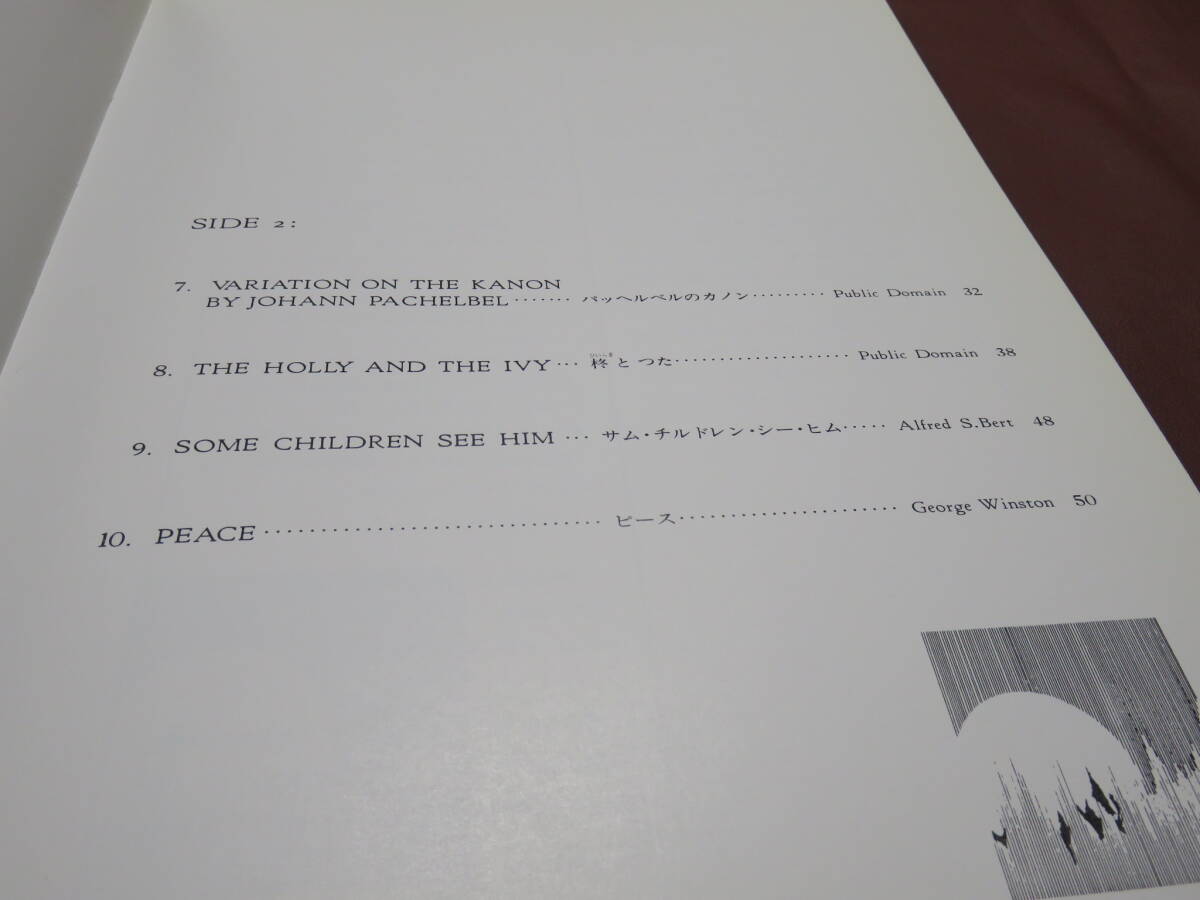 SIDE 2:
7. VARIATION ON THE KANON
BY JOHANN PACHELBEL ······· パッヘルベルのカノン ········· Public Domain 32
8. THE HOLLY AND THE IVY ··· 柊とつた ···················· Public Domain 38
9. SOME CHILDREN SEE HIM ··· サム・チルドレン・シー・ヒム ····· Alfred S.Bert 48
10. PEACE ······························ ピース ······················ George Winston 50